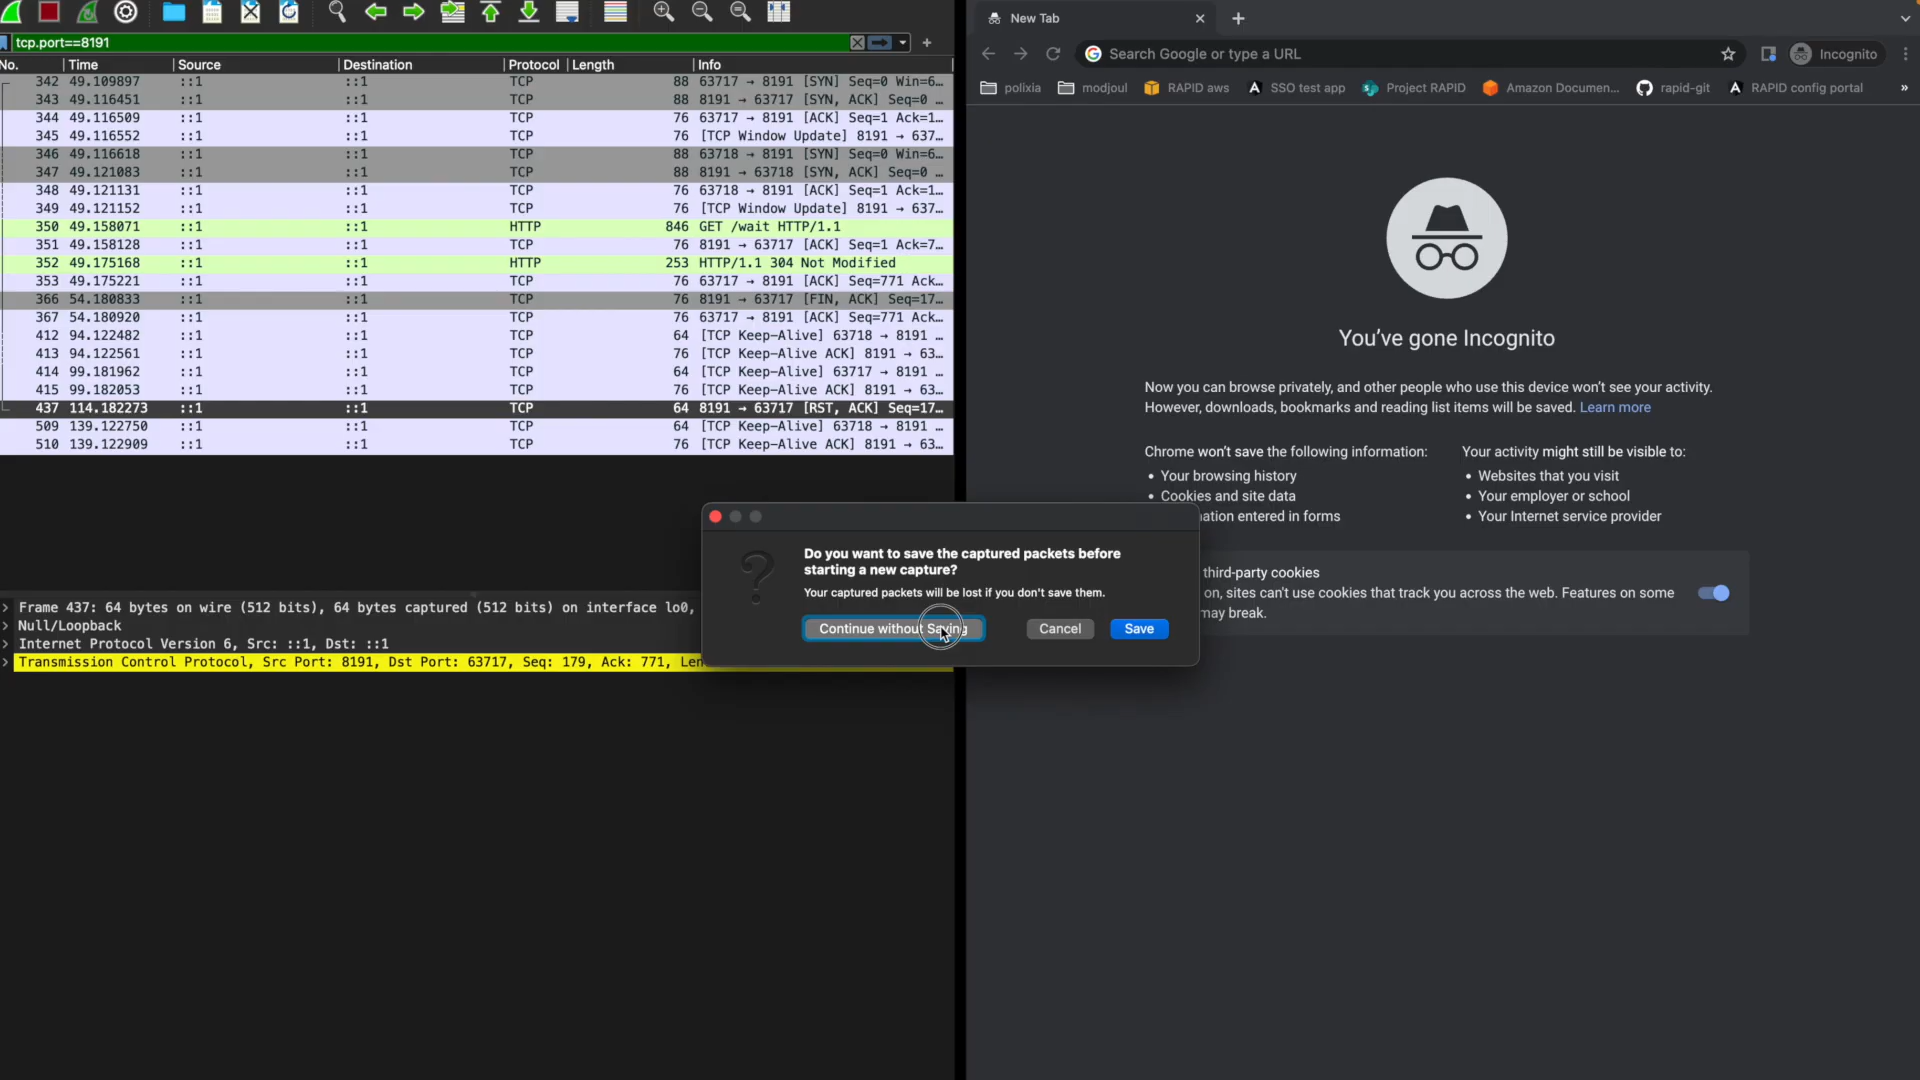 New Tab
tcp.port==8191
Search Google or type a URL
Incognito
No. Time Source Destination Protocol Length Info
polixia modjoul RAPID aws SSO test app Project RAPID Amazon Documen... rapid-git RAPID config portal »
342 49.109897 ::1 ::1 TCP 88 63717 → 8191 [SYN] Seq=0 Win=6…
343 49.116451 ::1 ::1 TCP 88 8191 → 63717 [SYN, ACK] Seq=0 …
344 49.116509 ::1 ::1 TCP 76 63717 → 8191 [ACK] Seq=1 Ack=1…
345 49.116552 ::1 ::1 TCP 76 [TCP Window Update] 8191 → 637…
346 49.116618 ::1 ::1 TCP 88 63718 → 8191 [SYN] Seq=0 Win=6…
347 49.121083 ::1 ::1 TCP 88 8191 → 63718 [SYN, ACK] Seq=0 …
348 49.121131 ::1 ::1 TCP 76 63718 → 8191 [ACK] Seq=1 Ack=1…
349 49.121152 ::1 ::1 TCP 76 [TCP Window Update] 8191 → 637…
350 49.158071 ::1 ::1 HTTP 846 GET /wait HTTP/1.1
351 49.158128 ::1 ::1 TCP 76 8191 → 63717 [ACK] Seq=1 Ack=7…
352 49.175168 ::1 ::1 HTTP 253 HTTP/1.1 304 Not Modified
353 49.175221 ::1 ::1 TCP 76 63717 → 8191 [ACK] Seq=771 Ack…
366 54.180833 ::1 ::1 TCP 76 8191 → 63717 [FIN, ACK] Seq=17…
367 54.180920 ::1 ::1 TCP 76 63717 → 8191 [ACK] Seq=771 Ack…
412 94.122482 ::1 ::1 TCP 64 [TCP Keep-Alive] 63718 → 8191 …
413 94.122561 ::1 ::1 TCP 76 [TCP Keep-Alive ACK] 8191 → 63…
414 99.181962 ::1 ::1 TCP 64 [TCP Keep-Alive] 63717 → 8191 …
415 99.182053 ::1 ::1 TCP 76 [TCP Keep-Alive ACK] 8191 → 63…
437 114.182273 ::1 ::1 TCP 64 8191 → 63717 [RST, ACK] Seq=17…
509 139.122750 ::1 ::1 TCP 64 [TCP Keep-Alive] 63718 → 8191 …
510 139.122909 ::1 ::1 TCP 76 [TCP Keep-Alive ACK] 8191 → 63…
You've gone Incognito
Now you can browse privately, and other people who use this device won't see your activity.
However, downloads, bookmarks and reading list items will be saved. Learn more
Chrome won't save the following information:
• Your browsing history
• Cookies and site data
ation entered in forms
Your activity might still be visible to:
• Websites that you visit
• Your employer or school
• Your Internet service provider
third-party cookies
on, sites can't use cookies that track you across the web. Features on some
may break.
Do you want to save the captured packets before
starting a new capture?
Your captured packets will be lost if you don't save them.
Continue without Saving Cancel Save
Frame 437: 64 bytes on wire (512 bits), 64 bytes captured (512 bits) on interface lo0,
Null/Loopback
Internet Protocol Version 6, Src: ::1, Dst: ::1
Transmission Control Protocol, Src Port: 8191, Dst Port: 63717, Seq: 179, Ack: 771, Len